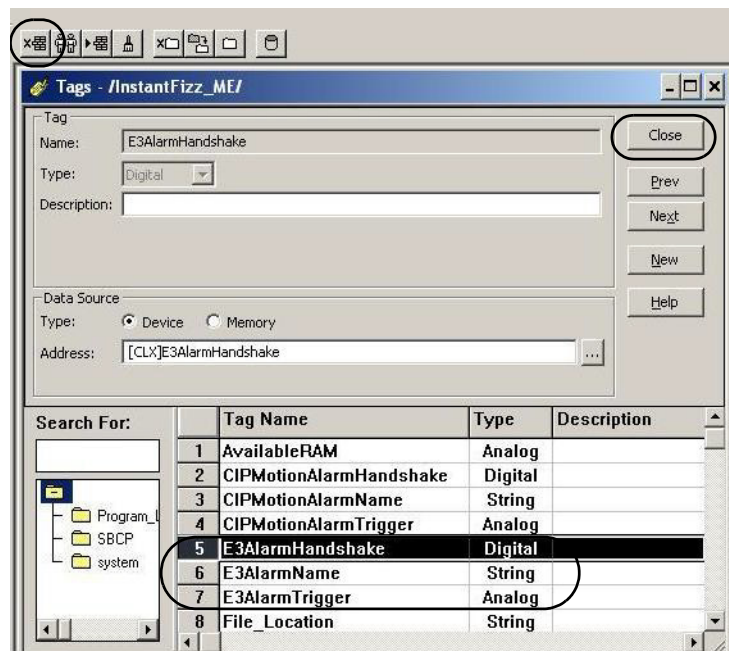 Tags - /InstantFizz_ME/
Tag
Name: E3AlarmHandshake
Close
Type: Digital
Prev
Description:
Next
New
Data Source
Help
Type: Device Memory
Address: [CLX]E3AlarmHandshake ...
Search For:
Program_L
SBCP
system
Tag Name Type Description
1 AvailableRAM Analog
2 CIPMotionAlarmHandshake Digital
3 CIPMotionAlarmName String
4 CIPMotionAlarmTrigger Analog
5 E3AlarmHandshake Digital
6 E3AlarmName String
7 E3AlarmTrigger Analog
8 File_Location String